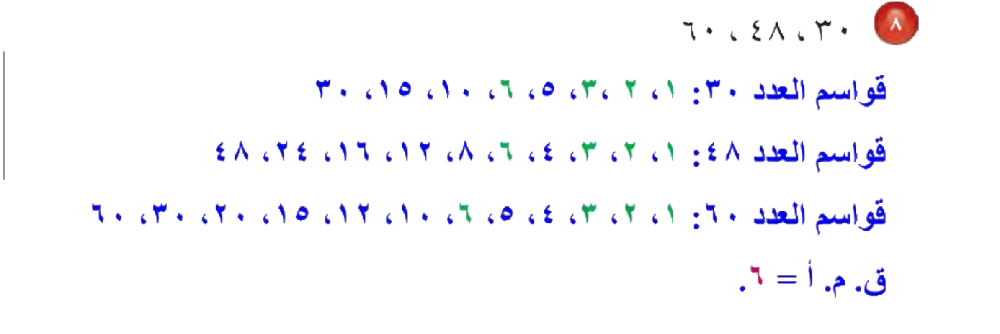 ٨ ٣٠ ، ٤٨ ، ٦٠
قواسم العدد ٣٠: ١، ٢ ،٣، ٥، ٦، ١٠، ١٥، ٣٠
قواسم العدد ٤٨: ١، ٢، ٣، ٤، ٦، ٨، ١٢، ١٦، ٢٤، ٤٨
قواسم العدد ٦٠: ١، ٢، ٣، ٤، ٥، ٦، ١٠، ١٢، ١٥، ٢٠، ٣٠، ٦٠
ق. م. أ = ٦.